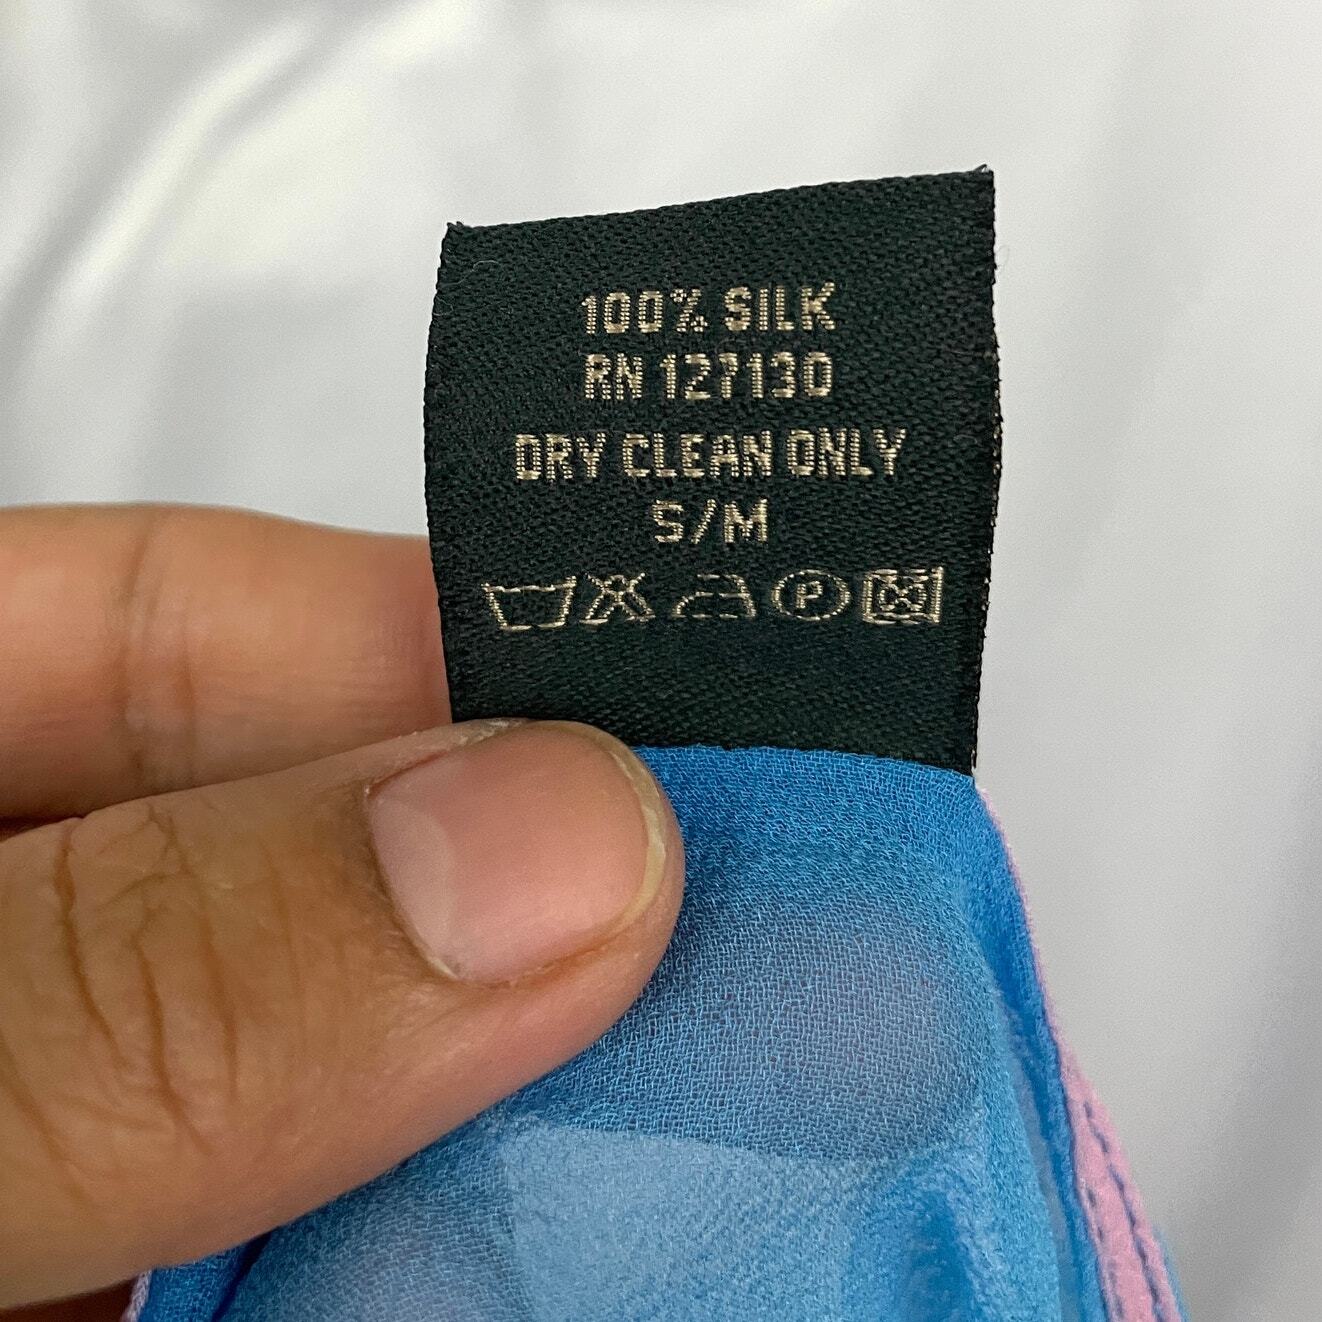 100% SILK
RN 127130
DRY CLEAN ONLY
S/M
P